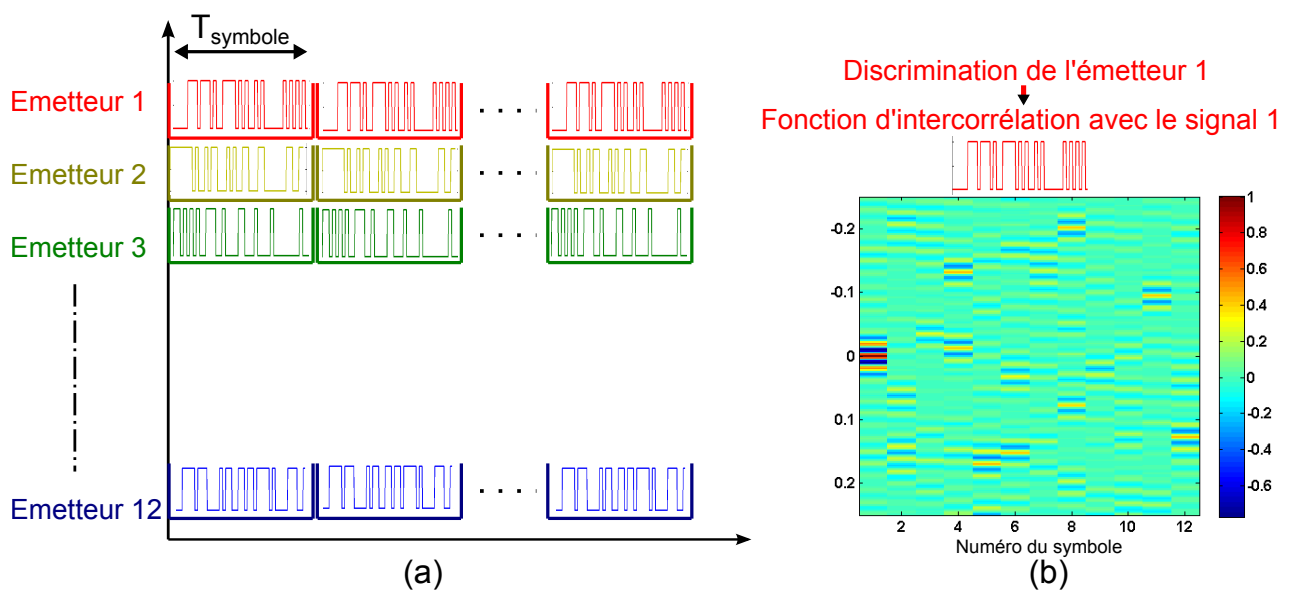 T_symbole
Emetteur 1
Emetteur 2
Emetteur 3
Emetteur 12
(a)
Discrimination de l'émetteur 1
Fonction d'intercorrélation avec le signal 1
-0.2
-0.1
0
0.1
0.2
2 4 6 8 10 12
Numéro du symbole
1
0.8
0.6
0.4
0.2
0
-0.2
-0.4
-0.6
(b)